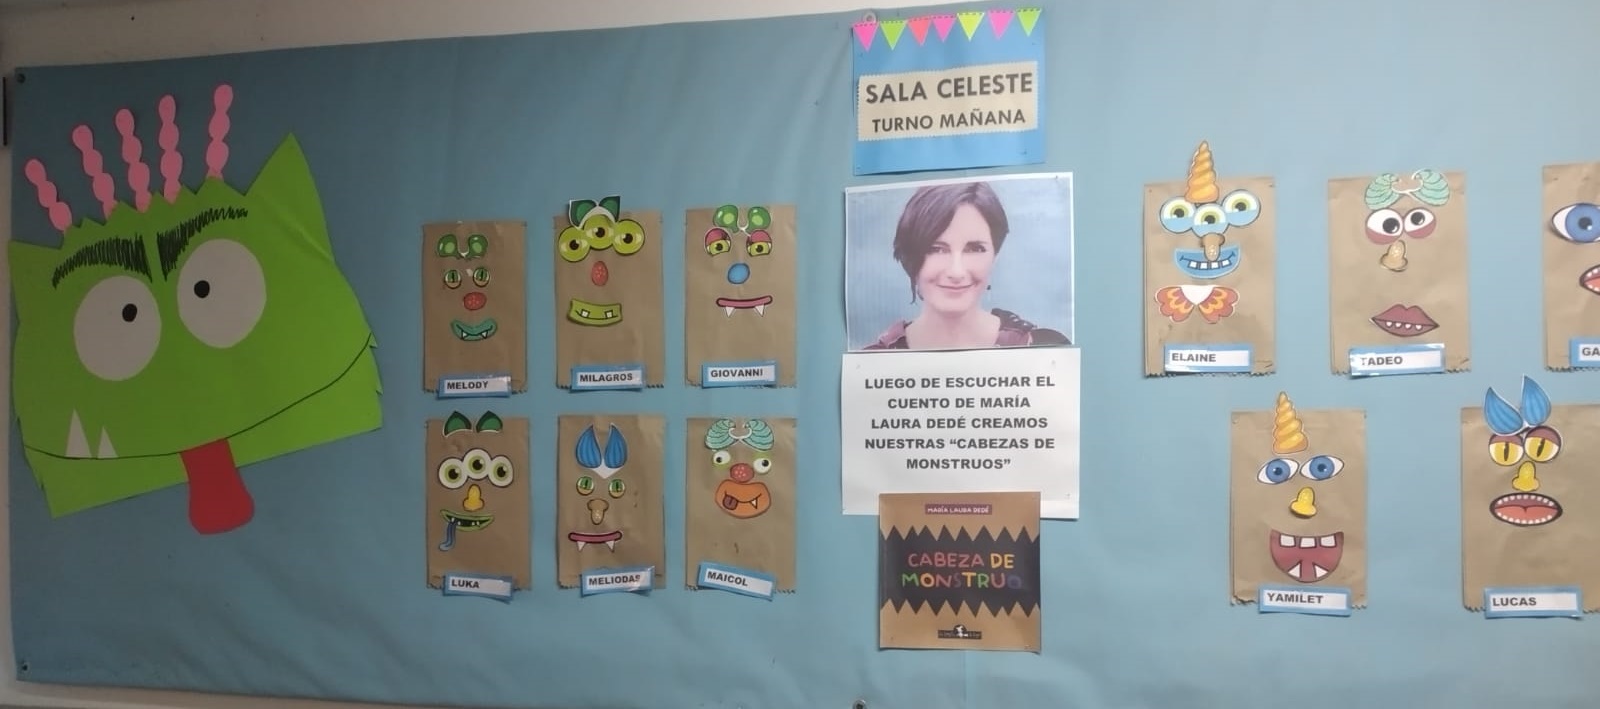 SALA CELESTE
TURNO MAÑANA
LUEGO DE ESCUCHAR EL
CUENTO DE MARÍA
LAURA DEDÉ CREAMOS
NUESTRAS “CABEZAS DE
MONSTRUOS”
MARÍA LAURA DEDÉ
CABEZA DE
MONSTRUO
MELODY
MILAGROS
GIOVANNI
LUKA
MELIODAS
MAICOL
ELAINE
TADEO
GA
YAMILET
LUCAS